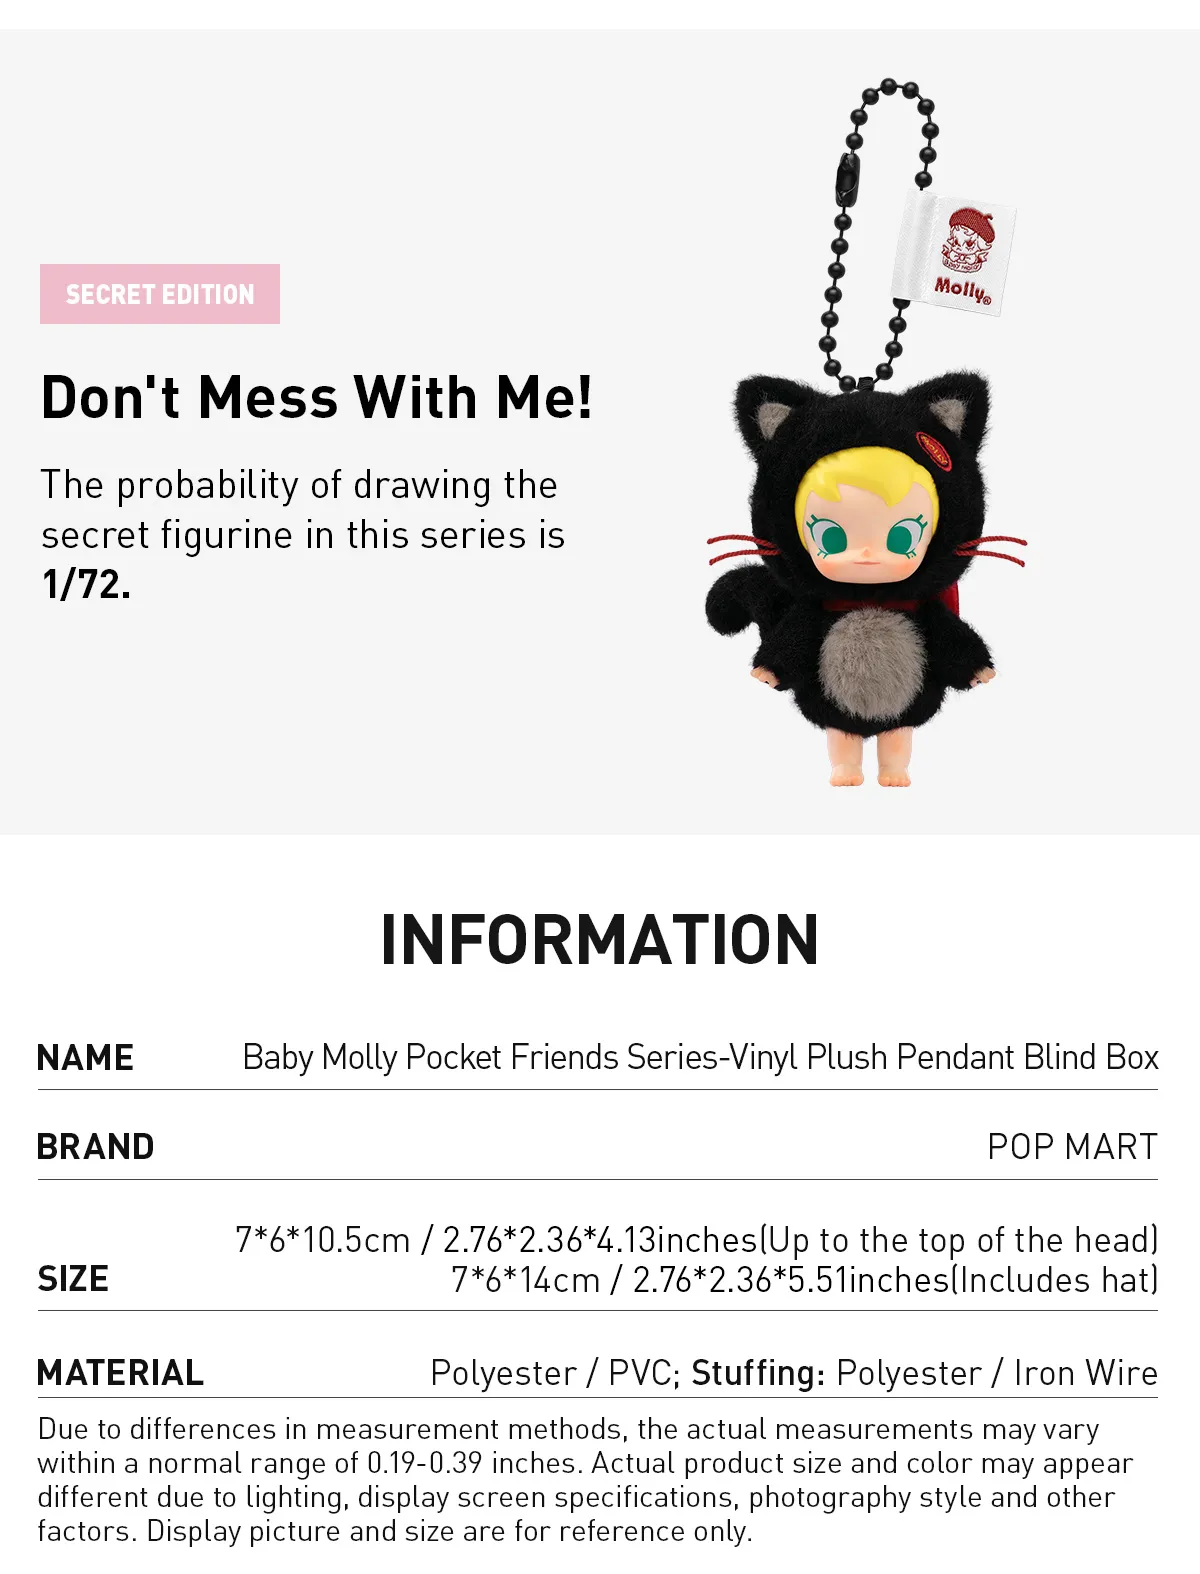 Molly®
MOLLY
SECRET EDITION
Don't Mess With Me!
The probability of drawing the
secret figurine in this series is
1/72.
INFORMATION
NAME Baby Molly Pocket Friends Series-Vinyl Plush Pendant Blind Box
BRAND POP MART
7*6*10.5cm / 2.76*2.36*4.13inches(Up to the top of the head)
SIZE 7*6*14cm / 2.76*2.36*5.51inches(Includes hat)
MATERIAL Polyester / PVC; Stuffing: Polyester / Iron Wire
Due to differences in measurement methods, the actual measurements may vary
within a normal range of 0.19-0.39 inches. Actual product size and color may appear
different due to lighting, display screen specifications, photography style and other
factors. Display picture and size are for reference only.